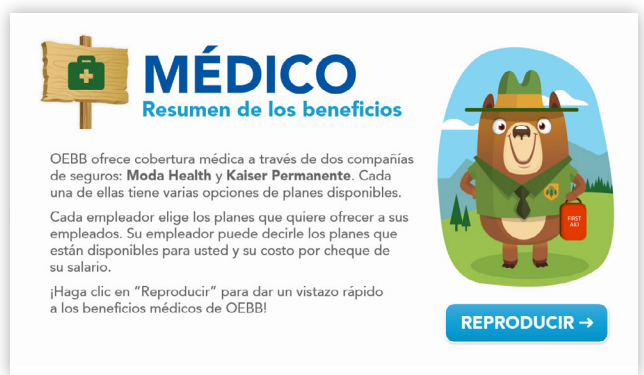 MÉDICO
Resumen de los beneficios
OEBB ofrece cobertura médica a través de dos compañías
de seguros: Moda Health y Kaiser Permanente. Cada
una de ellas tiene varias opciones de planes disponibles.
Cada empleador elige los planes que quiere ofrecer a sus
empleados. Su empleador puede decirle los planes que
están disponibles para usted y su costo por cheque de
su salario.
¡Haga clic en “Reproducir” para dar un vistazo rápido
a los beneficios médicos de OEBB!
FIRST
AID
REPRODUCIR →